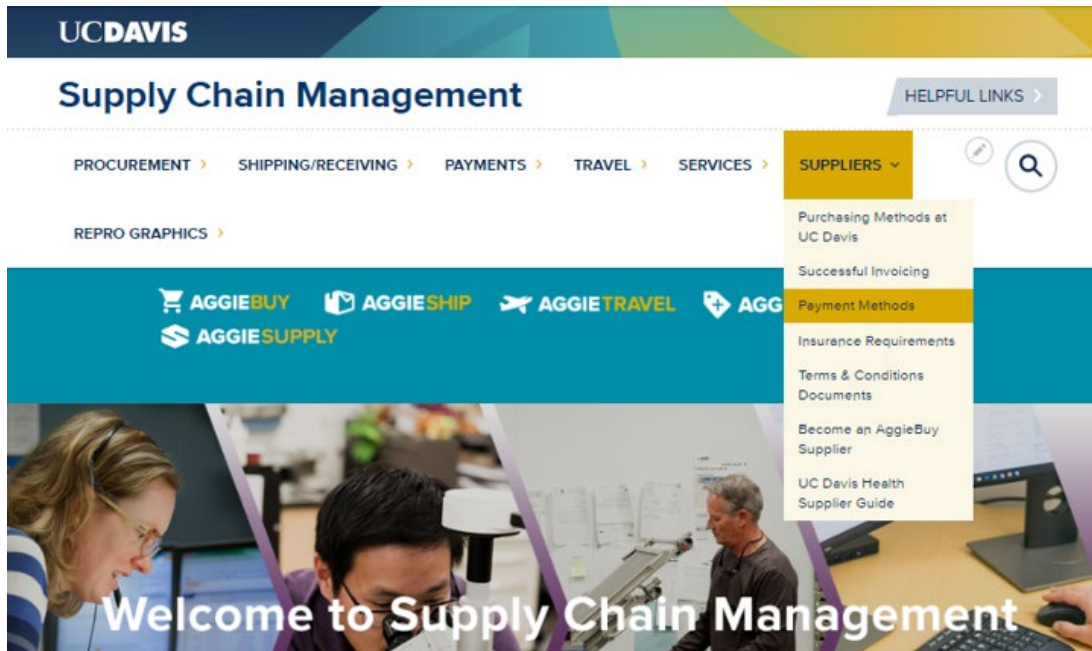 UCDAVIS
Supply Chain Management
HELPFUL LINKS
PROCUREMENT
SHIPPING/RECEIVING
PAYMENTS
TRAVEL
SERVICES
SUPPLIERS
REPRO GRAPHICS
Purchasing Methods at
UC Davis
Successful Invoicing
Payment Methods
Insurance Requirements
Terms & Conditions
Documents
Become an AggieBuy
Supplier
UC Davis Health
Supplier Guide
AGGIEBUY
AGGIESHIP
AGGIETRAVEL
AGG
AGGIESUPPLY
Welcome to Supply Chain Management